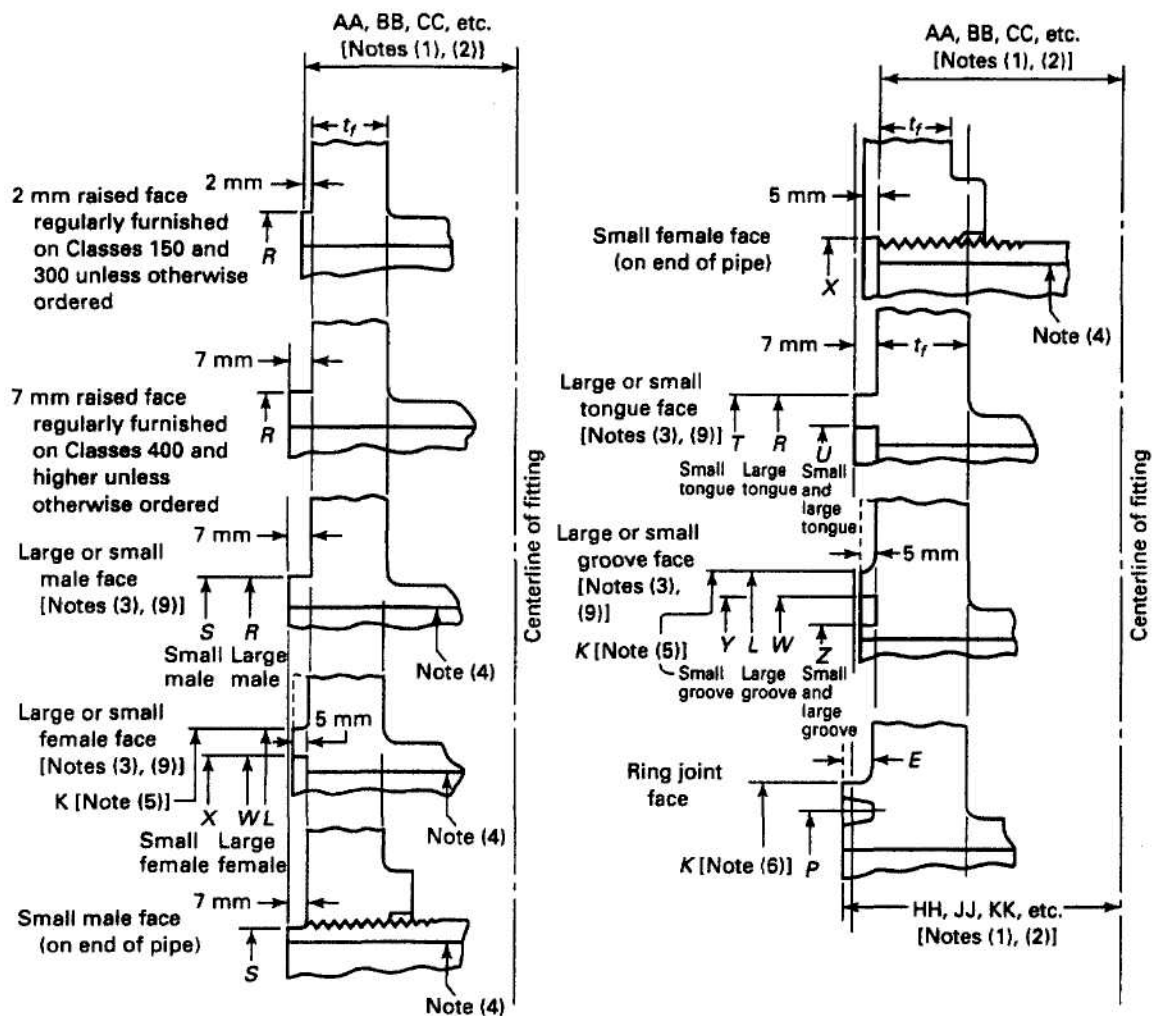 AA, BB, CC, etc.
[Notes (1), (2)]
t_f
2 mm
2 mm raised face
regularly furnished
on Classes 150 and
300 unless otherwise
ordered
R
7 mm
7 mm raised face
regularly furnished
on Classes 400 and
higher unless
otherwise ordered
R
7 mm
Large or small
male face
[Notes (3), (9)]
S R
Small Large
male male
Note (4)
Large or small
female face
[Notes (3), (9)]
5 mm
K [Note (5)]
X W L
Small Large
female female
Note (4)
7 mm
Small male face
(on end of pipe)
S
Note (4)
Centerline of fitting
AA, BB, CC, etc.
[Notes (1), (2)]
t_f
5 mm
Small female face
(on end of pipe)
X
Note (4)
7 mm
t_f
Large or small
tongue face
[Notes (3), (9)]
T R U
Small Large Small
tongue tongue and
large
tongue
Large or small
groove face
[Notes (3),
(9)]
5 mm
K [Note (5)]
Y L W Z
Small Large Small
groove groove and
large
groove
Ring joint
face
E
K [Note (6)]
P
HH, JJ, KK, etc.
[Notes (1), (2)]
Centerline of fitting